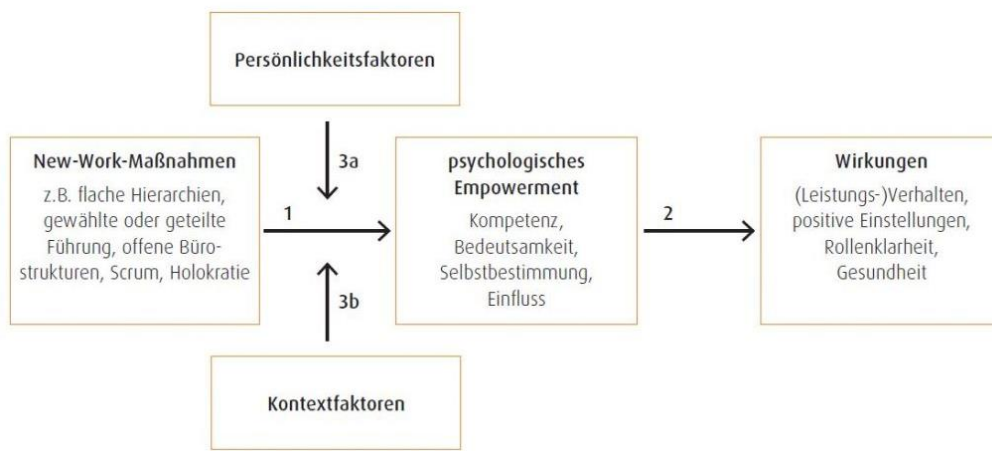 Persönlichkeitsfaktoren
3a
New-Work-Maßnahmen
z.B. flache Hierarchien,
gewählte oder geteilte
Führung, offene Büro-
strukturen, Scrum, Holokratie
1
psychologisches
Empowerment
Kompetenz,
Bedeutsamkeit,
Selbstbestimmung,
Einfluss
2
Wirkungen
(Leistungs-)Verhalten,
positive Einstellungen,
Rollenklarheit,
Gesundheit
3b
Kontextfaktoren